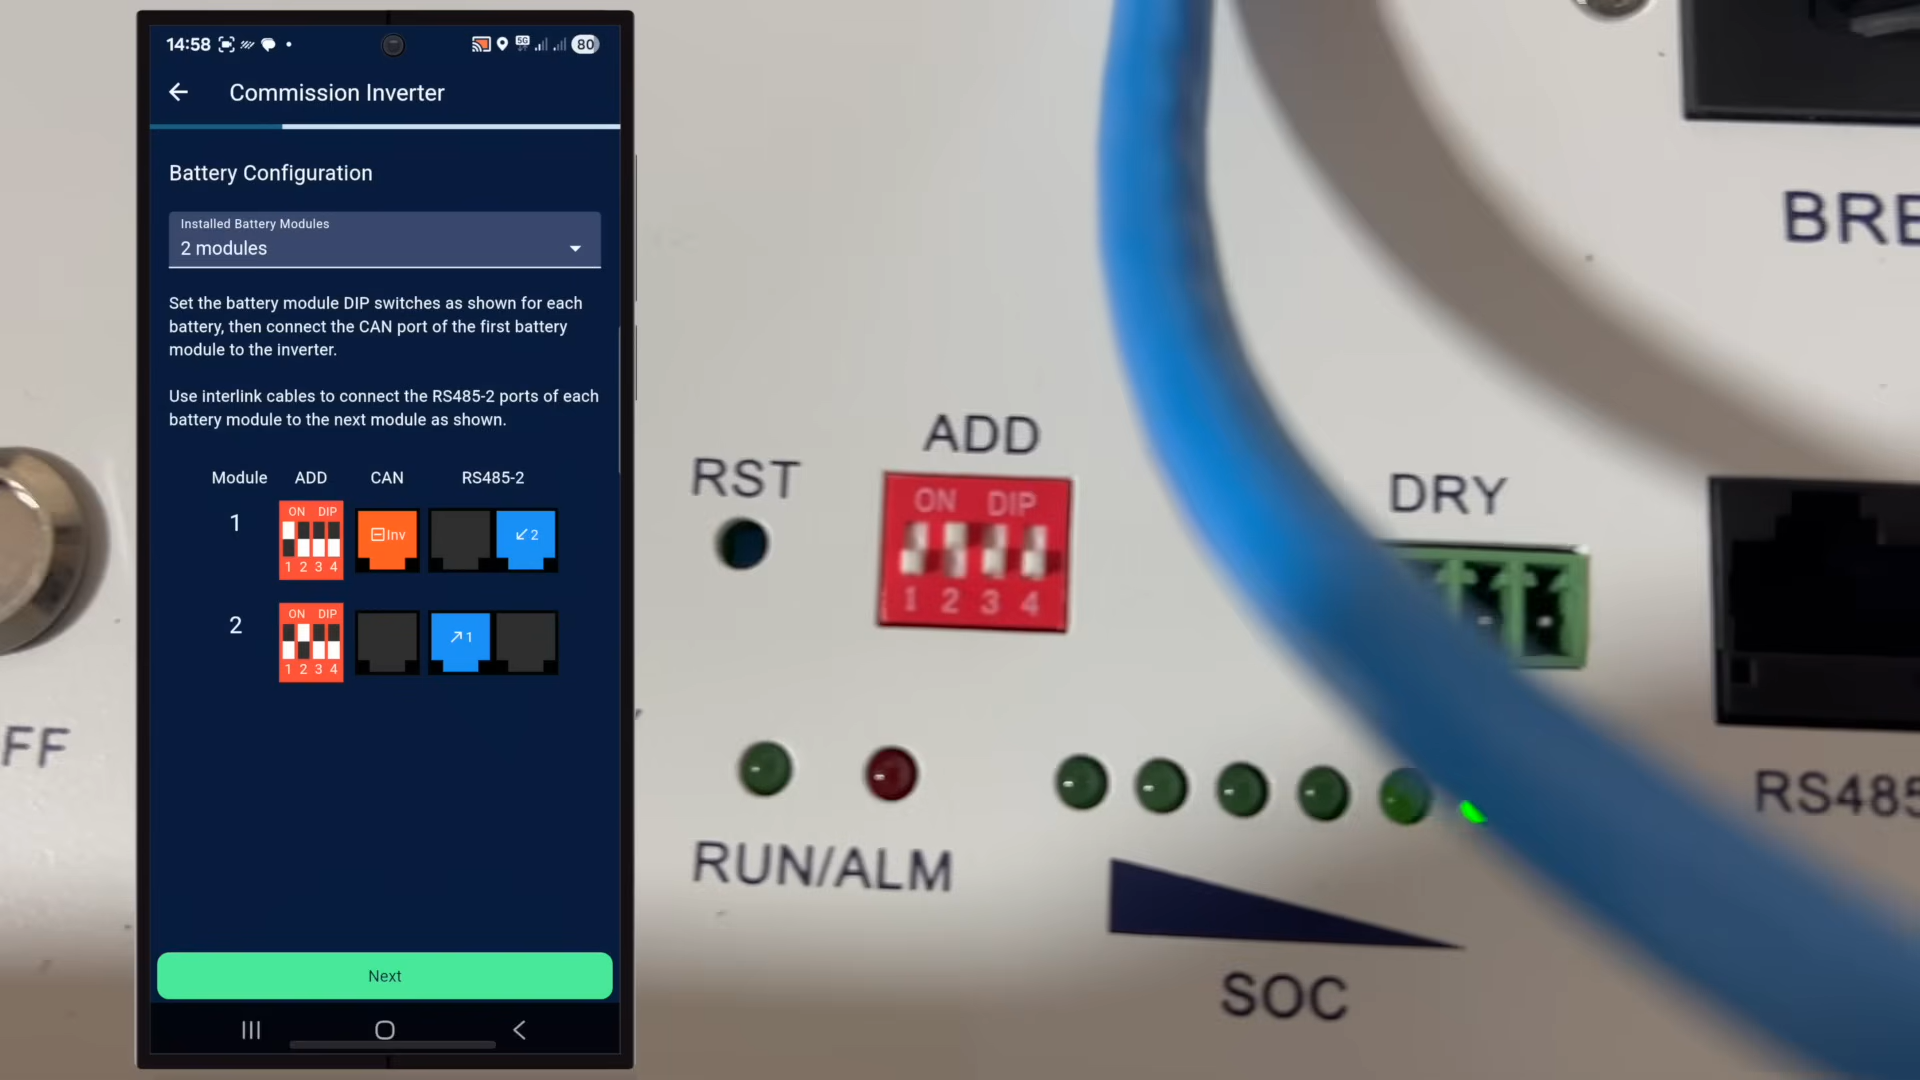 14:58
5G
80
Commission Inverter
Battery Configuration
Installed Battery Modules
2 modules
Set the battery module DIP switches as shown for each
battery, then connect the CAN port of the first battery
module to the inverter.
Use interlink cables to connect the RS485-2 ports of each
battery module to the next module as shown.
Module ADD CAN RS485-2
1
ON DIP
1 2 3 4
Inv
2
2
ON DIP
1 2 3 4
1
Next
FF
RST
ADD
ON DIP
1 2 3 4
DRY
BRE
RS485
RUN/ALM
SOC